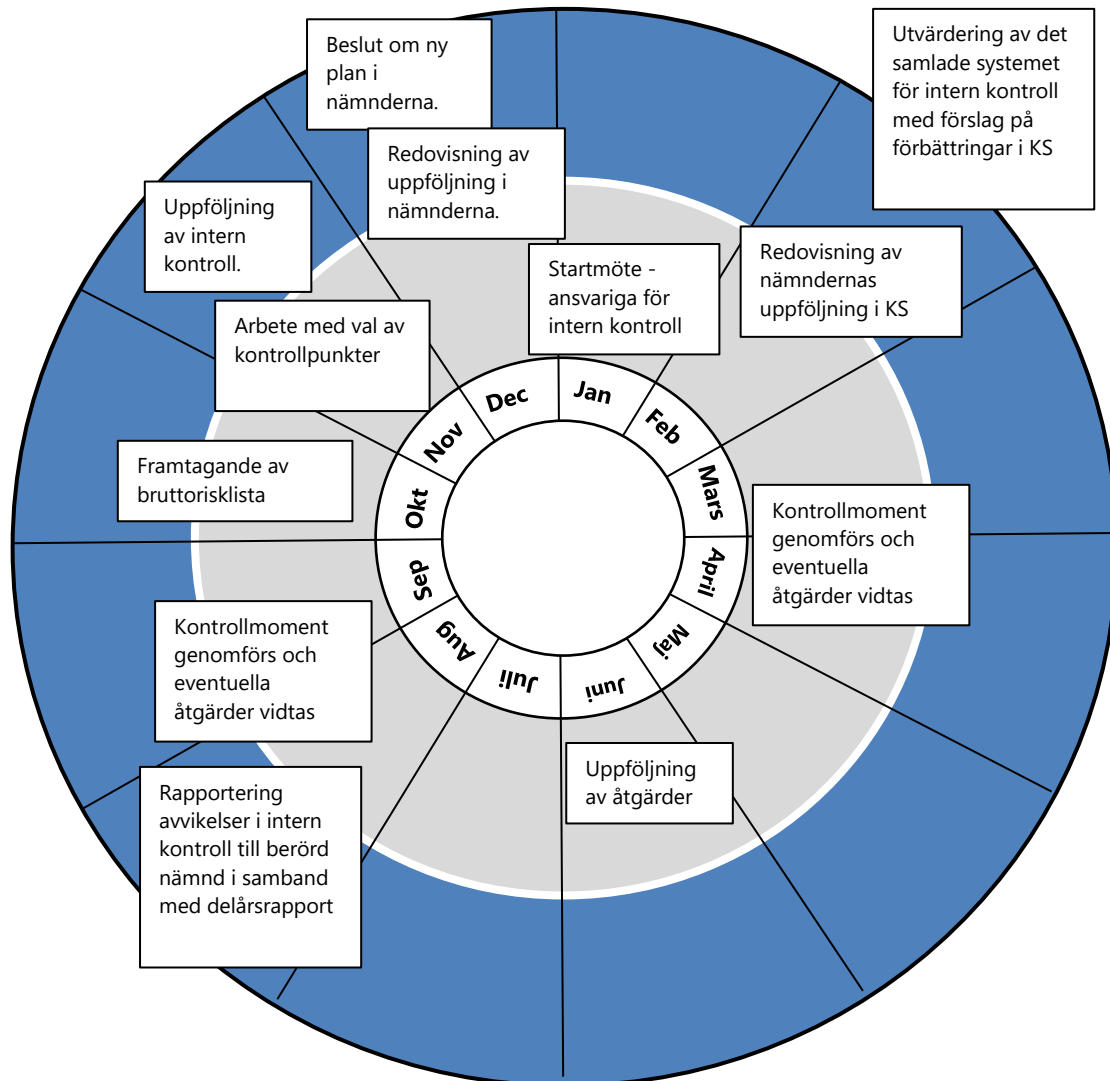 Beslut om ny
plan i
nämnderna.
Utvärdering av det
samlade systemet
för intern kontroll
med förslag på
förbättringar i KS
Redovisning av
uppföljning i
nämnderna.
Uppföljning
av intern
kontroll.
Startmöte -
ansvariga för
intern kontroll
Redovisning av
nämndernas
uppföljning i KS
Arbete med val av
kontrollpunkter
Framtagande av
bruttorisklista
Kontrollmoment
genomförs och
eventuella
åtgärder vidtas
Kontrollmoment
genomförs och
eventuella
åtgärder vidtas
Uppföljning
av åtgärder
Rapportering
avvikelser i intern
kontroll till berörd
nämnd i samband
med delårsrapport
Jan
Feb
Mars
April
Maj
Juni
Juli
Aug
Sep
Okt
Nov
Dec